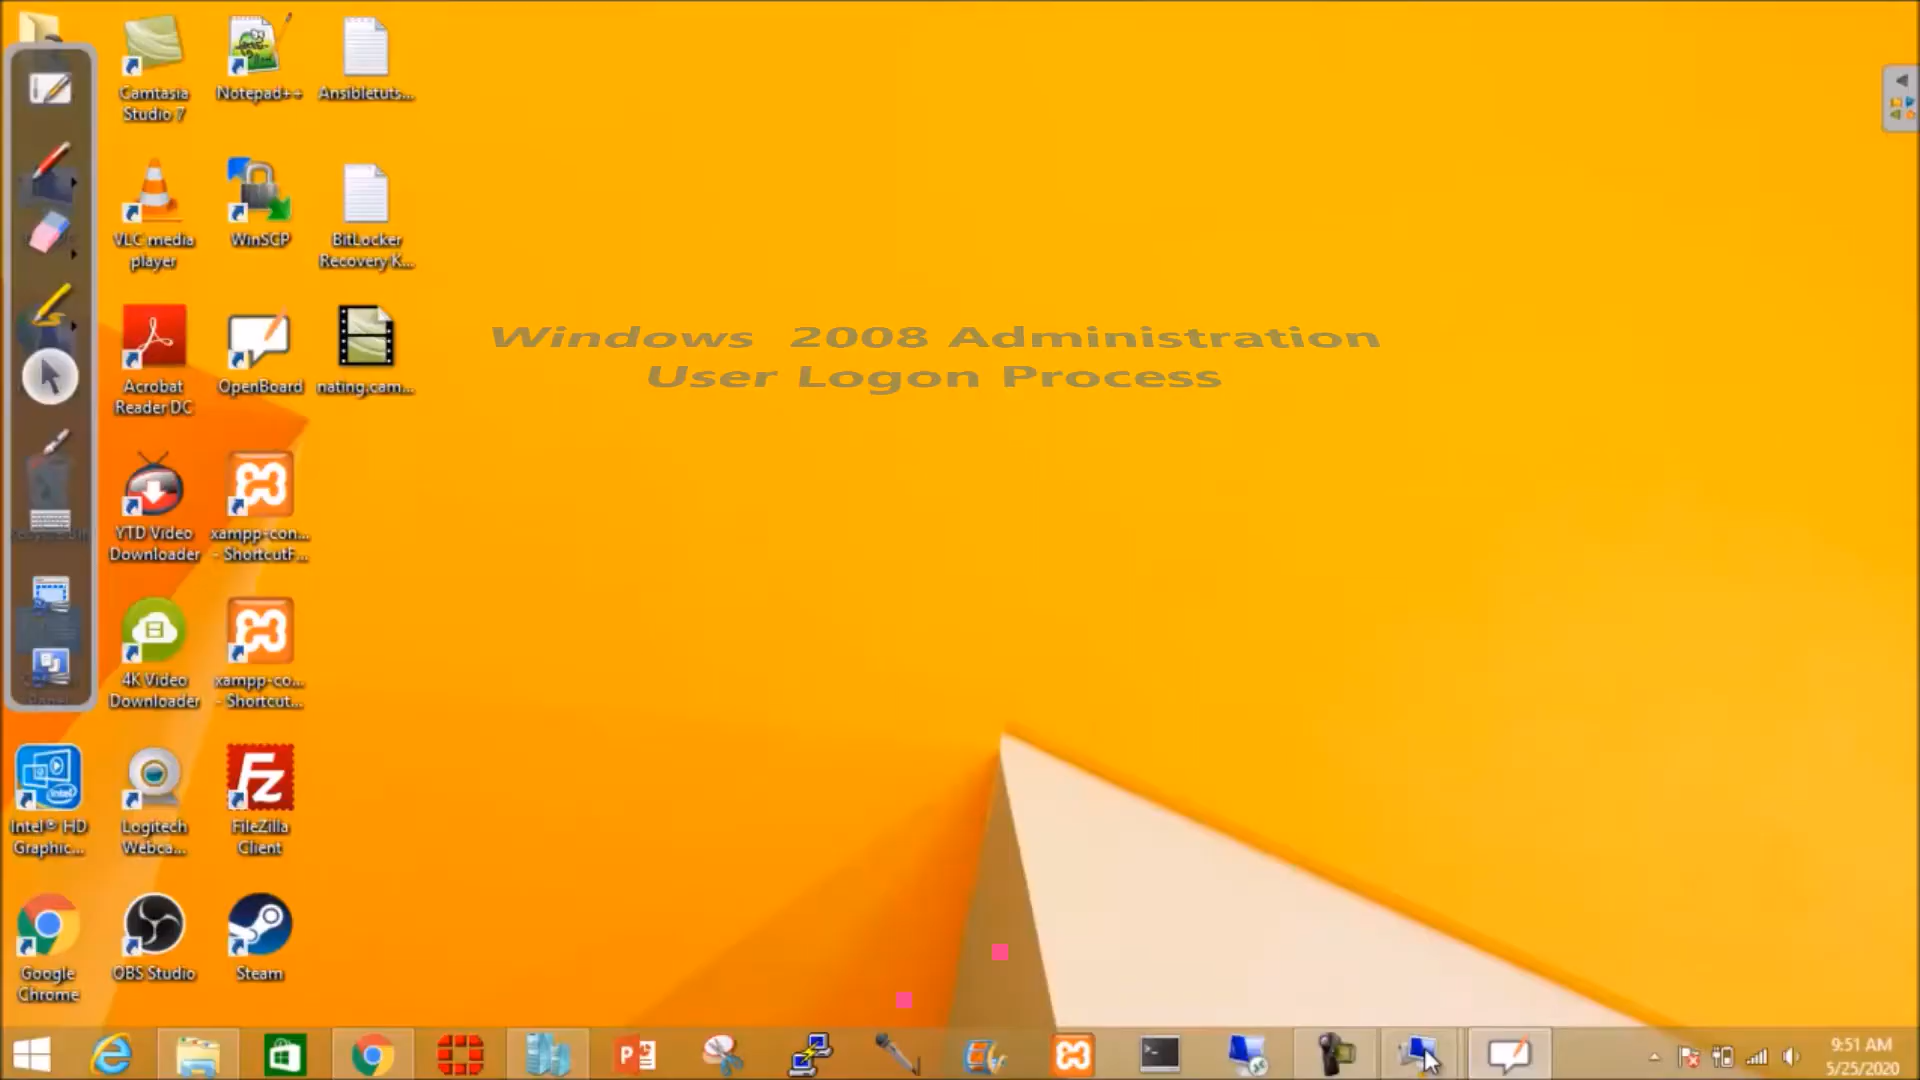 Camtasia
Studio 7
Notepad++
Ansibletuts...
VLC media
player
WinSCP
BitLocker
Recovery K...
Acrobat
Reader DC
OpenBoard
nating.cam...
Windows 2008 Administration
User Logon Process
YTD Video
Downloader
xampp-con...
- ShortcutF...
4K Video
Downloader
xampp-co...
- Shortcut...
Intel® HD
Graphic...
Logitech
Webca...
FileZilla
Client
Google
Chrome
OBS Studio
Steam
9:51 AM
5/25/2020